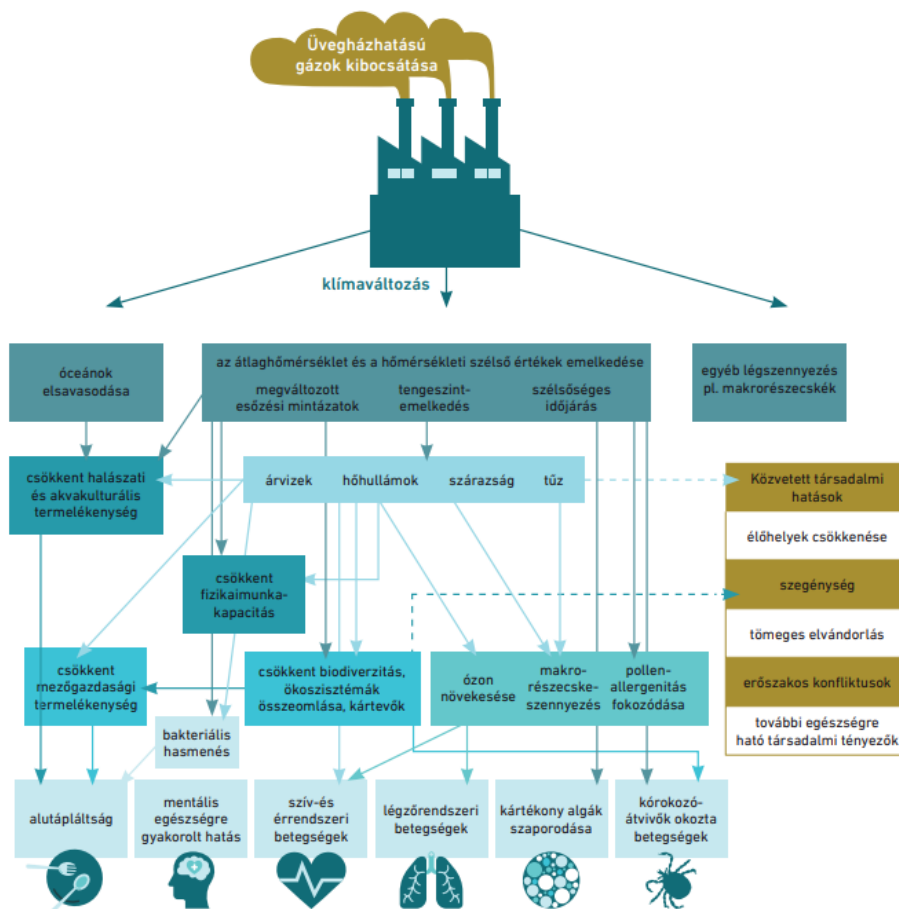 Üvegházhatású
gázok kibocsátása
klímaváltozás
óceánok
elsavasodása
az átlaghőmérséklet és a hőmérsékleti szélső értékek emelkedése
megváltozott
esőzési mintázatok
tengeszint-
emelkedés
szélsőséges
időjárás
egyéb légszennyezés
pl. makrorészecskék
csökkent halászati
és akvakulturális
termelékenység
árvizek
hőhullámok
szárazság
tűz
Közvetett társadalmi
hatások
élőhelyek csökkenése
szegénység
tömeges elvándorlás
erőszakos konfliktusok
további egészségre
ható társadalmi tényezők
csökkent
fizikaimunka-
kapacitás
csökkent
mezőgazdasági
termelékenység
csökkent biodiverzitás,
ökoszisztémák
összeomlása, kártevők
ózon
növekesése
makro-
részecske-
szennyezés
pollen-
allergenitás
fokozódása
bakteriális
hasmenés
alutápláltság
mentális
egészségre
gyakorolt hatás
szív-és
érrendszeri
betegségek
légzőrendszeri
betegségek
kártékony algák
szaporodása
kórokozó-
átvivők okozta
betegségek